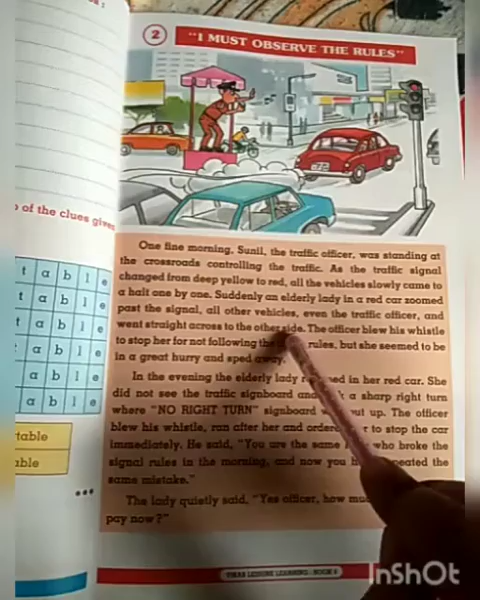 2
"I MUST OBSERVE THE RULES"
of the clues given
t a b l e
t a b l e
t a b l e
a b l e
a b l e
a b l e
table
able
One fine morning, Sunil, the traffic officer, was standing at
the crossroads controlling the traffic. As the traffic signal
changed from deep yellow to red, all the vehicles slowly came to
a halt one by one. Suddenly an elderly lady in a red car zoomed
past the signal, all other vehicles, even the traffic officer, and
went straight across to the other side. The officer blew his whistle
to stop her for not following the rules, but she seemed to be
in a great hurry and sped away.
In the evening the elderly lady in her red car. She
did not see the traffic signboard and a sharp turn
where "NO RIGHT TURN" signboard up. The officer
blew his whistle, ran after her and to stop the car
immediately. He said, "You are the same who broke the
signal rules in the morning, and now you the
same mistake."
The lady quietly said, "Yes officer, how
pay now?"
LEISURE LEARNING - BOOK
InShOt